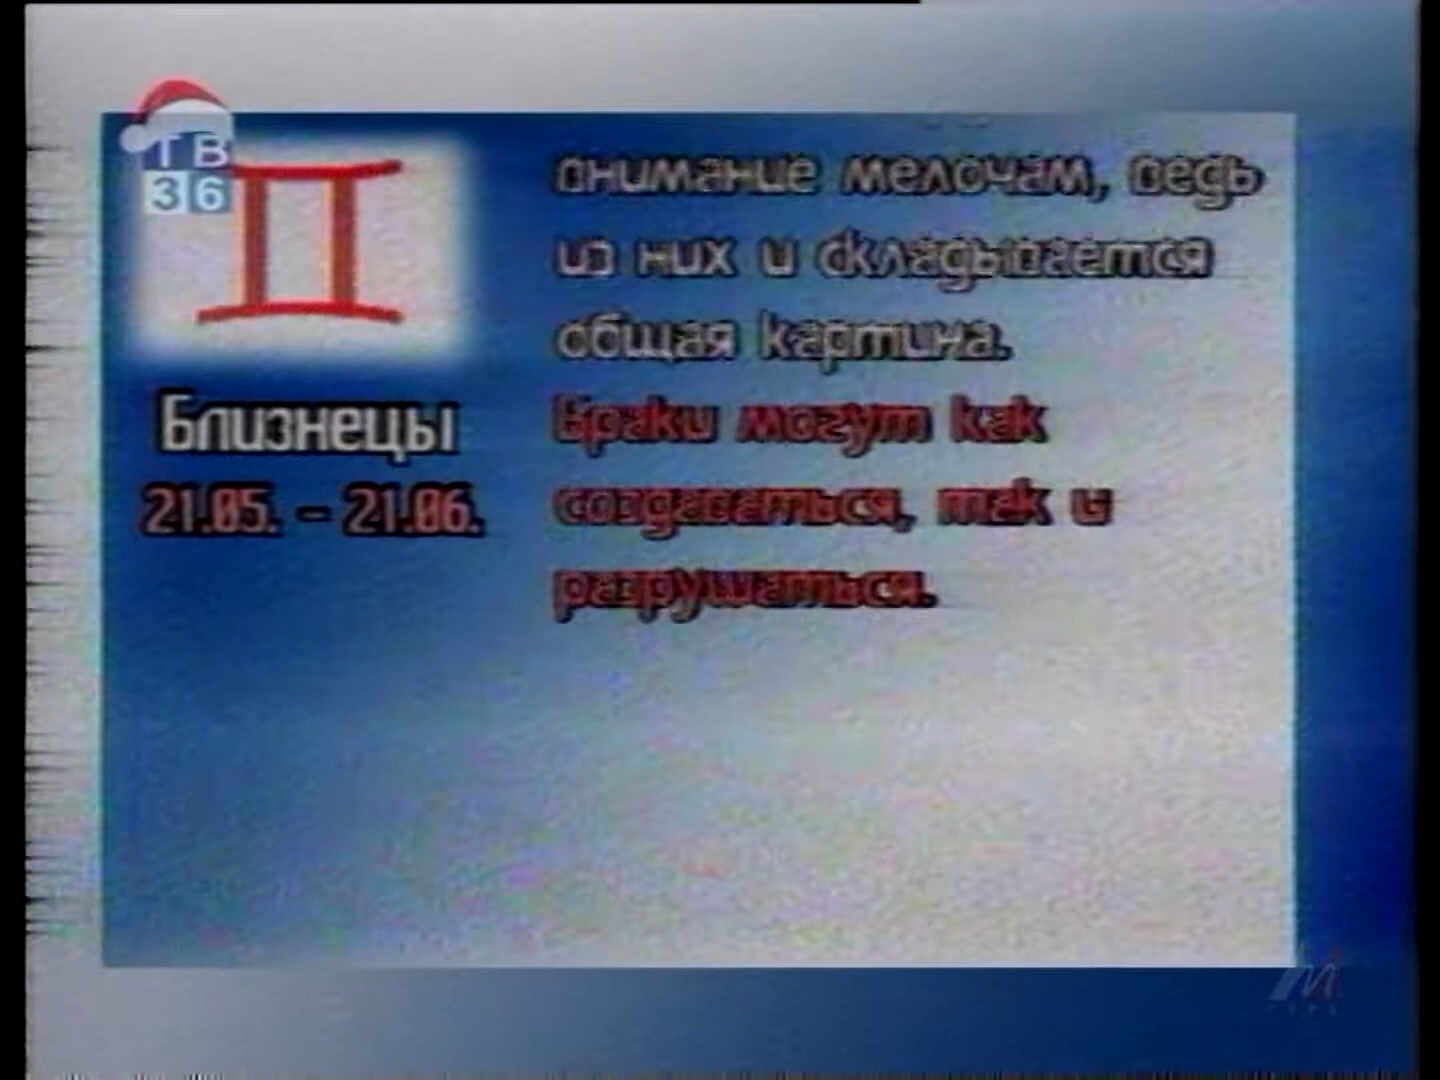 ТВ
36
Близнецы
21.05. - 21.06.
внимание мелочам, ведь
из них и складывается
общая картина.
Браки могут как
создаваться, так и
разрушаться.